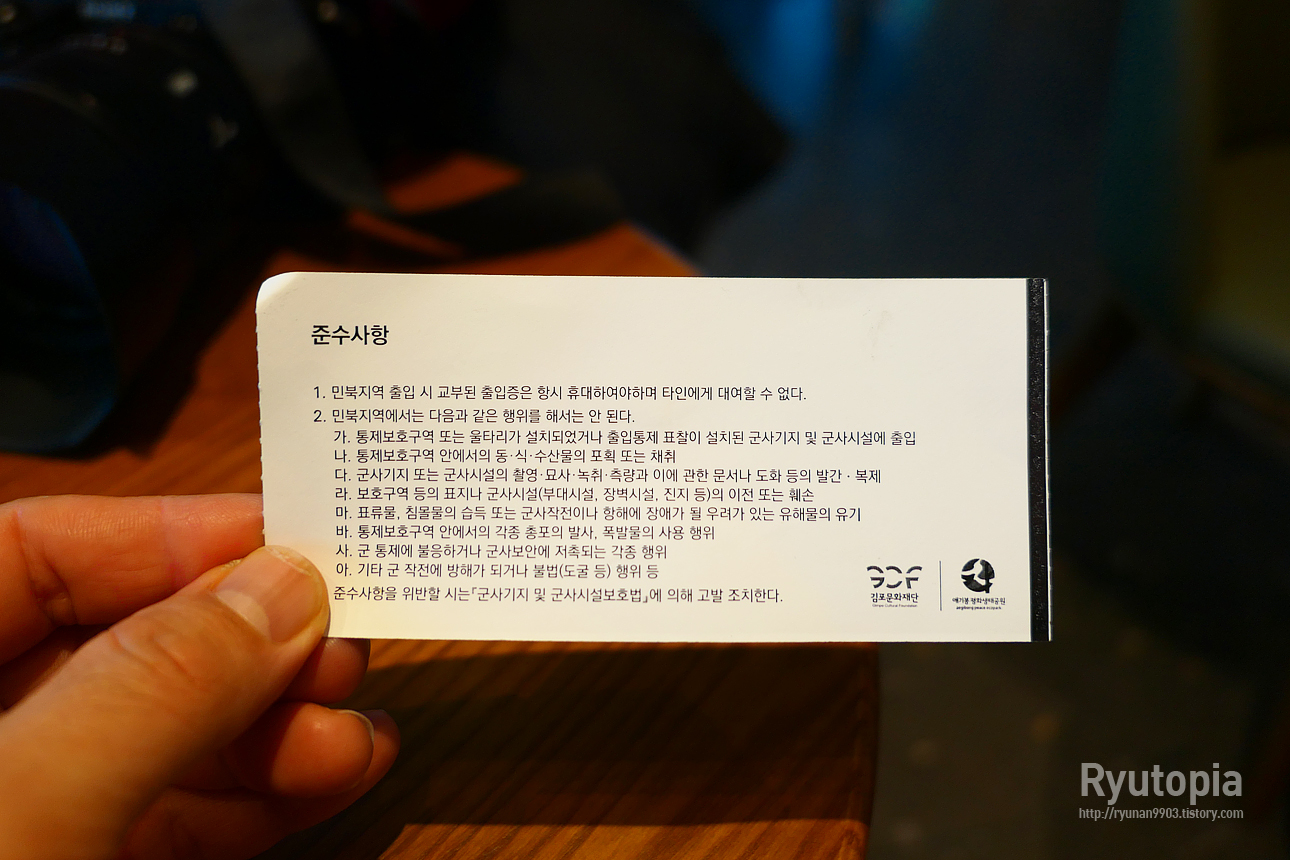 준수사항
1. 민북지역 출입 시 교부된 출입증은 항시 휴대하여야하며 타인에게 대여할 수 없다.
2. 민북지역에서는 다음과 같은 행위를 해서는 안 된다.
가. 통제보호구역 또는 울타리가 설치되었거나 출입통제 표찰이 설치된 군사기지 및 군사시설에 출입
나. 통제보호구역 안에서의 동·식·수산물의 포획 또는 채취
다. 군사기지 또는 군사시설의 촬영·묘사·녹취·측량과 이에 관한 문서나 도화 등의 발간 · 복제
라. 보호구역 등의 표지나 군사시설(부대시설, 장벽시설, 진지 등)의 이전 또는 훼손
마. 표류물, 침몰물의 습득 또는 군사작전이나 항해에 장애가 될 우려가 있는 유해물의 유기
바. 통제보호구역 안에서의 각종 총포의 발사, 폭발물의 사용 행위
사. 군 통제에 불응하거나 군사보안에 저촉되는 각종 행위
아. 기타 군 작전에 방해가 되거나 불법(도굴 등) 행위 등
준수사항을 위반할 시는「군사기지 및 군사시설보호법」에 의해 고발 조치한다.
GCF
김포문화재단
Gimpo Cultural Foundation
애기봉평화생태공원
aegibong peace ecopark
Ryutopia
http://ryunan9903.tistory.com